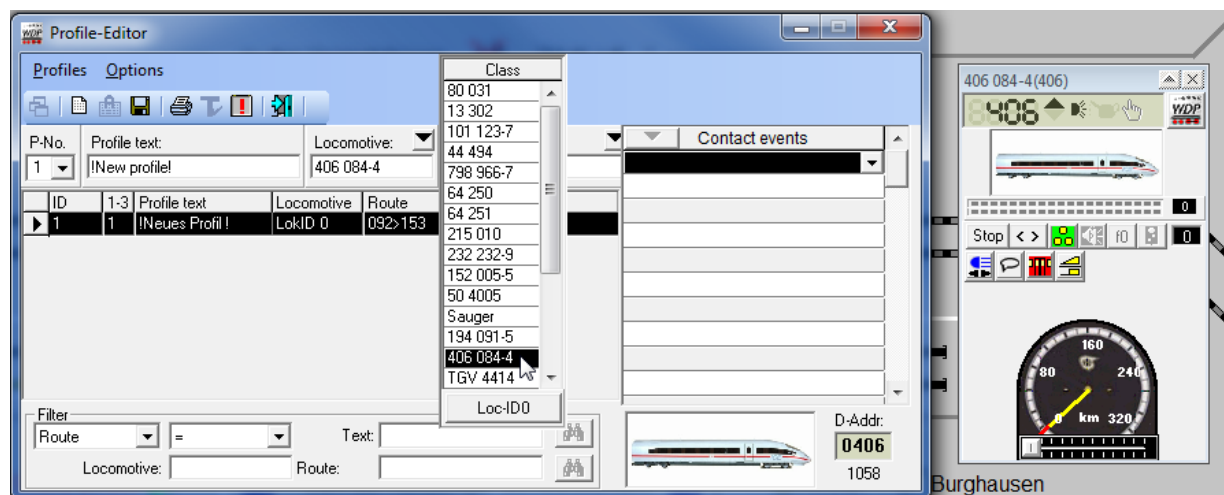 WDP Profile-Editor
Profiles Options
P-No. Profile text: Locomotive:
1 !New profile! 406 084-4
ID 1-3 Profile text Locomotive Route
1 1 !Neues Profil ! LokID 0 092>153
Class
80 031
13 302
101 123-7
44 494
798 966-7
64 250
64 251
215 010
232 232-9
152 005-5
50 4005
Sauger
194 091-5
406 084-4
TGV 4414
Loc-ID0
Contact events
Filter
Route = Text:
Locomotive: Route:
D-Addr:
0406
1058
406 084-4(406)
406
WDP
0
Stop < > f0 0
160
80 240
0 km 320
Burghausen